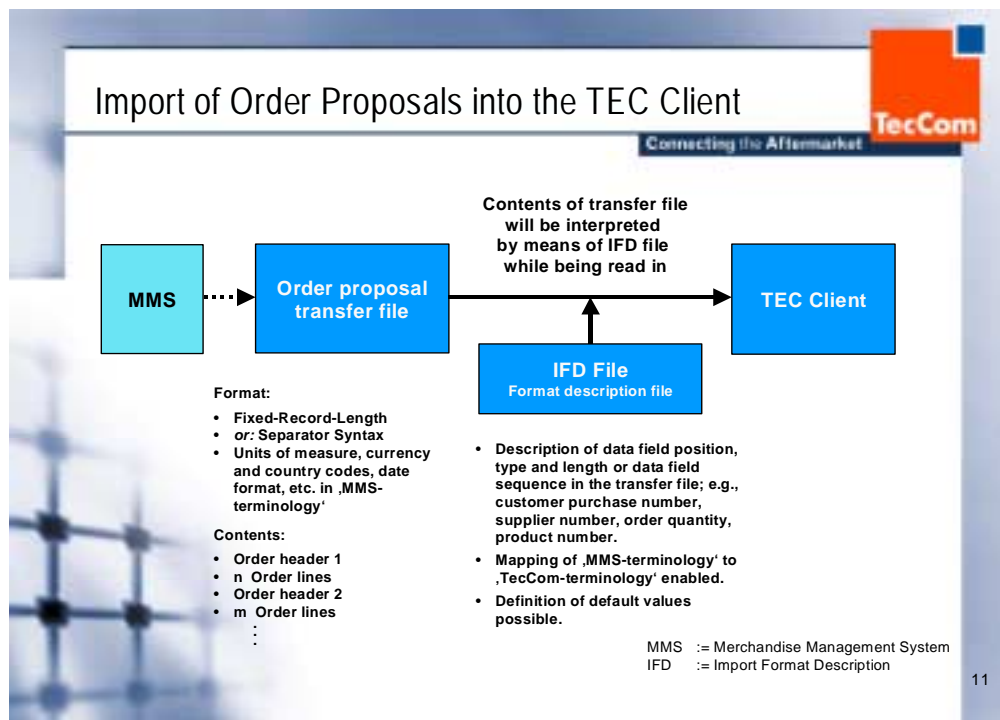 Import of Order Proposals into the TEC Client
TecCom
Connecting the Aftermarket
Contents of transfer file
will be interpreted
by means of IFD file
while being read in
MMS
Order proposal
transfer file
TEC Client
IFD File
Format description file
Format:
• Fixed-Record-Length
• or: Separator Syntax
• Units of measure, currency
and country codes, date
format, etc. in ‚MMS-
terminology‘
Contents:
• Order header 1
• n Order lines
• Order header 2
• m Order lines
⋮
• Description of data field position,
type and length or data field
sequence in the transfer file; e.g.,
customer purchase number,
supplier number, order quantity,
product number.
• Mapping of ‚MMS-terminology‘ to
‚TecCom-terminology‘ enabled.
• Definition of default values
possible.
MMS := Merchandise Management System
IFD := Import Format Description
11